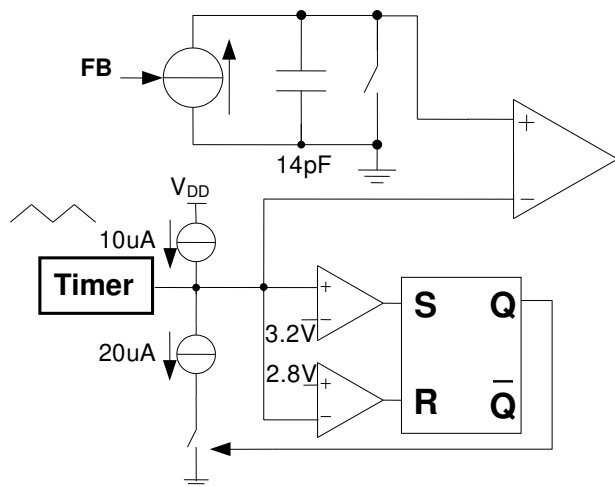 FB
14pF
+
−
V_DD
10uA
Timer
20uA
+
−
3.2V
2.8V
+
−
S
Q
R
Q̅